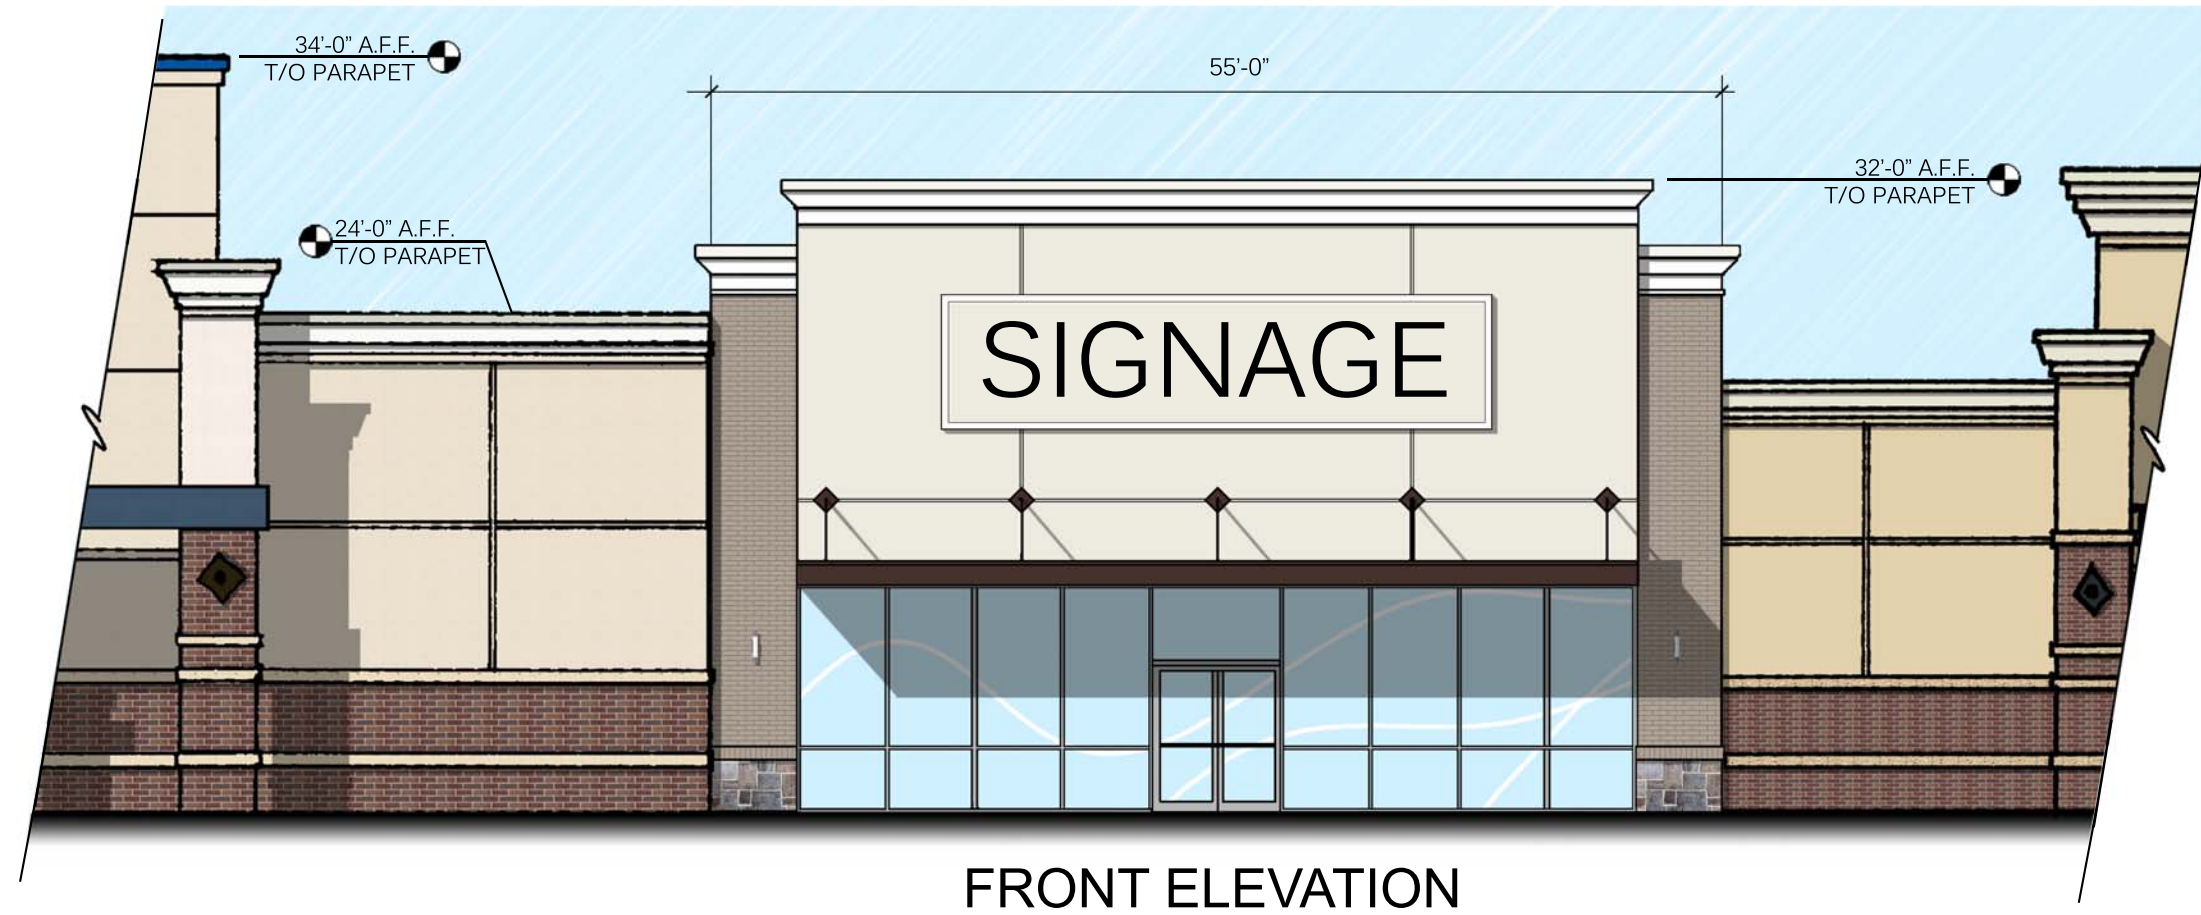 34’-0” A.F.F.
T/O PARAPET
55’-0”
32’-0” A.F.F.
T/O PARAPET
24’-0” A.F.F.
T/O PARAPET
SIGNAGE
FRONT ELEVATION